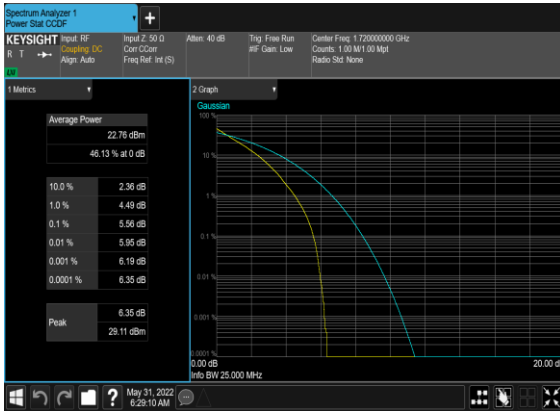 Spectrum Analyzer 1
Power Stat CCDF
KEYSIGHT
R T
LXI
Input: RF
Coupling: DC
Align: Auto
Input Z: 50 Ω
Corr CCorr
Freq Ref: Int (S)
Atten: 40 dB
Trig: Free Run
#IF Gain: Low
Center Freq: 1.720000000 GHz
Counts: 1.00 M/1.00 Mpt
Radio Std: None
1 Metrics
Average Power
22.76 dBm
46.13 % at 0 dB
10.0 % 2.36 dB
1.0 % 4.49 dB
0.1 % 5.56 dB
0.01 % 5.95 dB
0.001 % 6.19 dB
0.0001 % 6.35 dB
Peak
6.35 dB
29.11 dBm
2 Graph
Gaussian
100 %
10 %
1 %
0.1 %
0.01 %
0.001 %
0.0001 %
0.00 dB
20.00 d
Info BW 25.000 MHz
?
May 31, 2022
6:29:10 AM